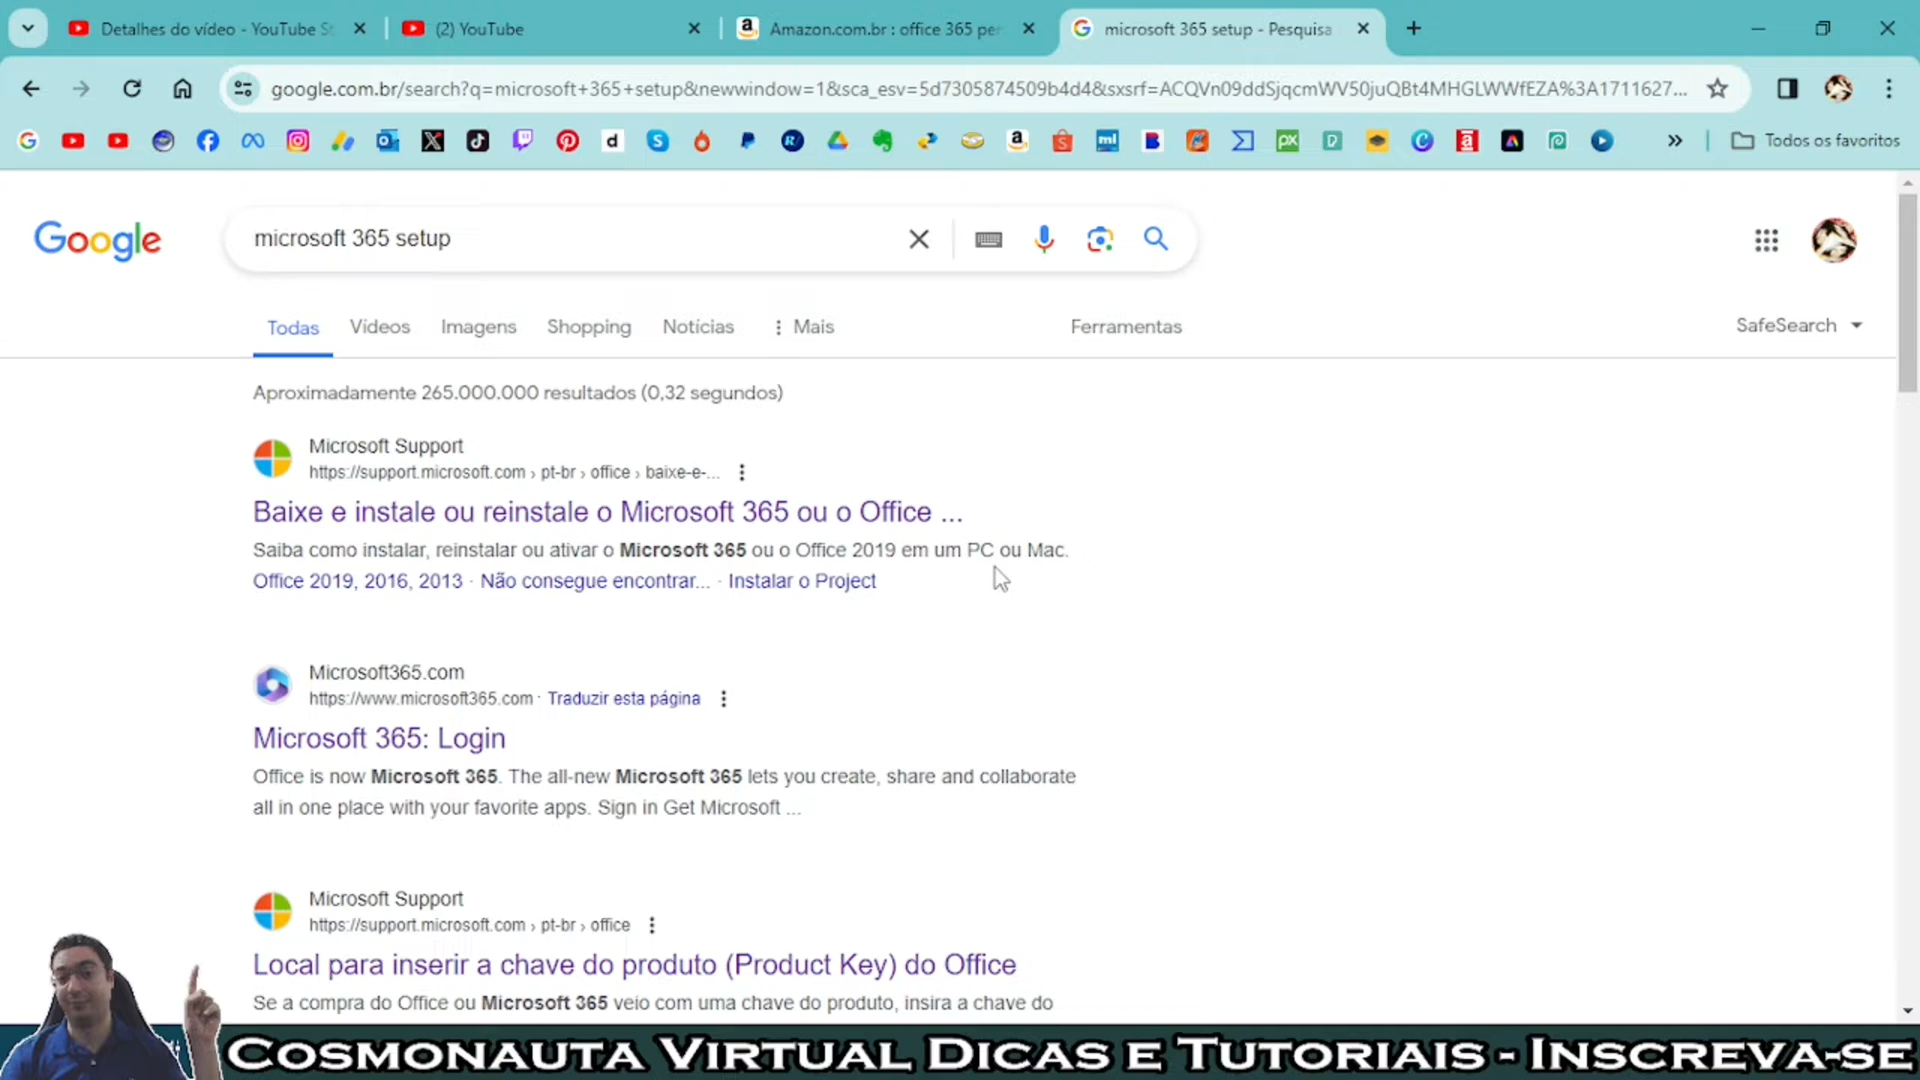 Detalhes do vídeo - YouTube St
(2) YouTube
Amazon.com.br : office 365 per
microsoft 365 setup - Pesquisa
google.com.br/search?q=microsoft+365+setup&newwindow=1&sca_esv=5d7305874509b4d4&sxsrf=ACQVn09ddSjqcmWV50juQBt4MHGLWWfEZA%3A1711627...
Todos os favoritos
Google
microsoft 365 setup
Todas
Vídeos
Imagens
Shopping
Notícias
Mais
Ferramentas
SafeSearch
Aproximadamente 265.000.000 resultados (0,32 segundos)
Microsoft Support
https://support.microsoft.com › pt-br › office › baixe-e-...
Baixe e instale ou reinstale o Microsoft 365 ou o Office ...
Saiba como instalar, reinstalar ou ativar o Microsoft 365 ou o Office 2019 em um PC ou Mac.
Office 2019, 2016, 2013 · Não consegue encontrar... · Instalar o Project
Microsoft365.com
https://www.microsoft365.com · Traduzir esta página
Microsoft 365: Login
Office is now Microsoft 365. The all-new Microsoft 365 lets you create, share and collaborate
all in one place with your favorite apps. Sign in Get Microsoft ...
Microsoft Support
https://support.microsoft.com › pt-br › office
Local para inserir a chave do produto (Product Key) do Office
Se a compra do Office ou Microsoft 365 veio com uma chave do produto, insira a chave do
Cosmonauta Virtual Dicas e Tutoriais - Inscreva-se